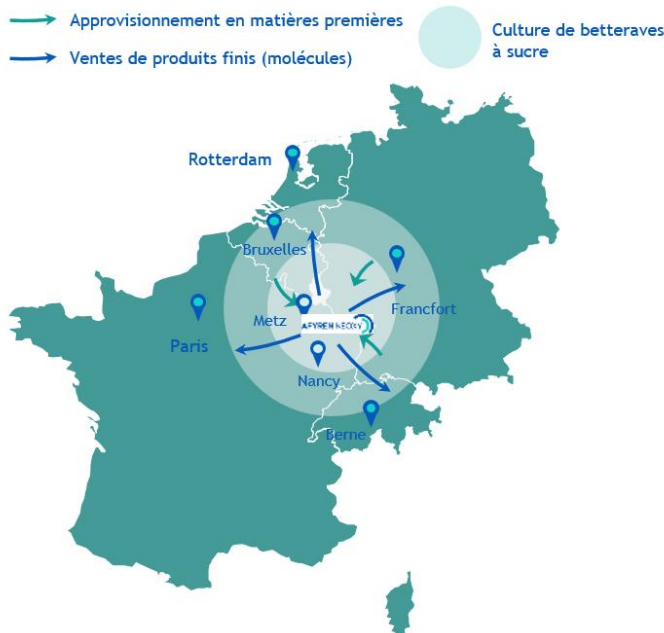 Approvisionnement en matières premières
Ventes de produits finis (molécules)
Culture de betteraves
à sucre
Rotterdam
Bruxelles
Francfort
Metz
AFYREN NEOXY
Paris
Nancy
Berne